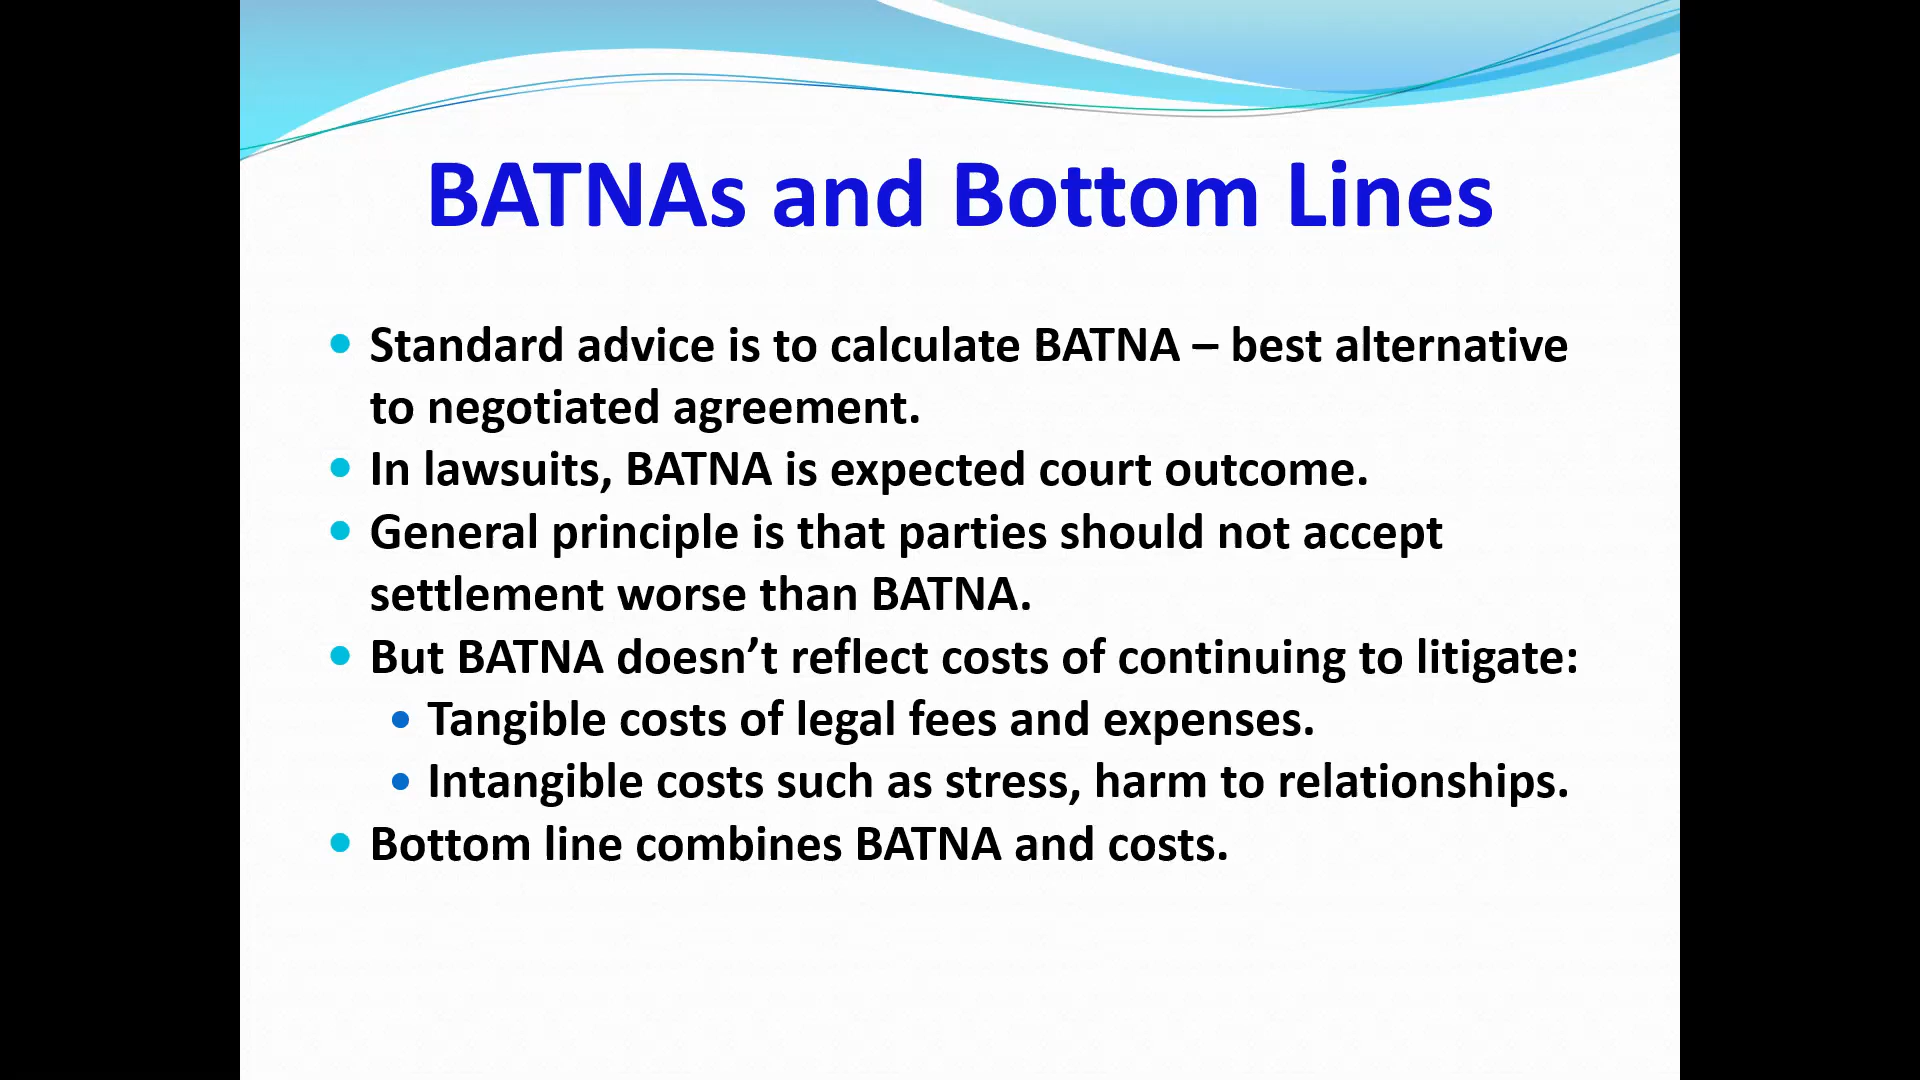 BATNAs and Bottom Lines
• Standard advice is to calculate BATNA – best alternative
to negotiated agreement.
• In lawsuits, BATNA is expected court outcome.
• General principle is that parties should not accept
settlement worse than BATNA.
• But BATNA doesn’t reflect costs of continuing to litigate:
• Tangible costs of legal fees and expenses.
• Intangible costs such as stress, harm to relationships.
• Bottom line combines BATNA and costs.